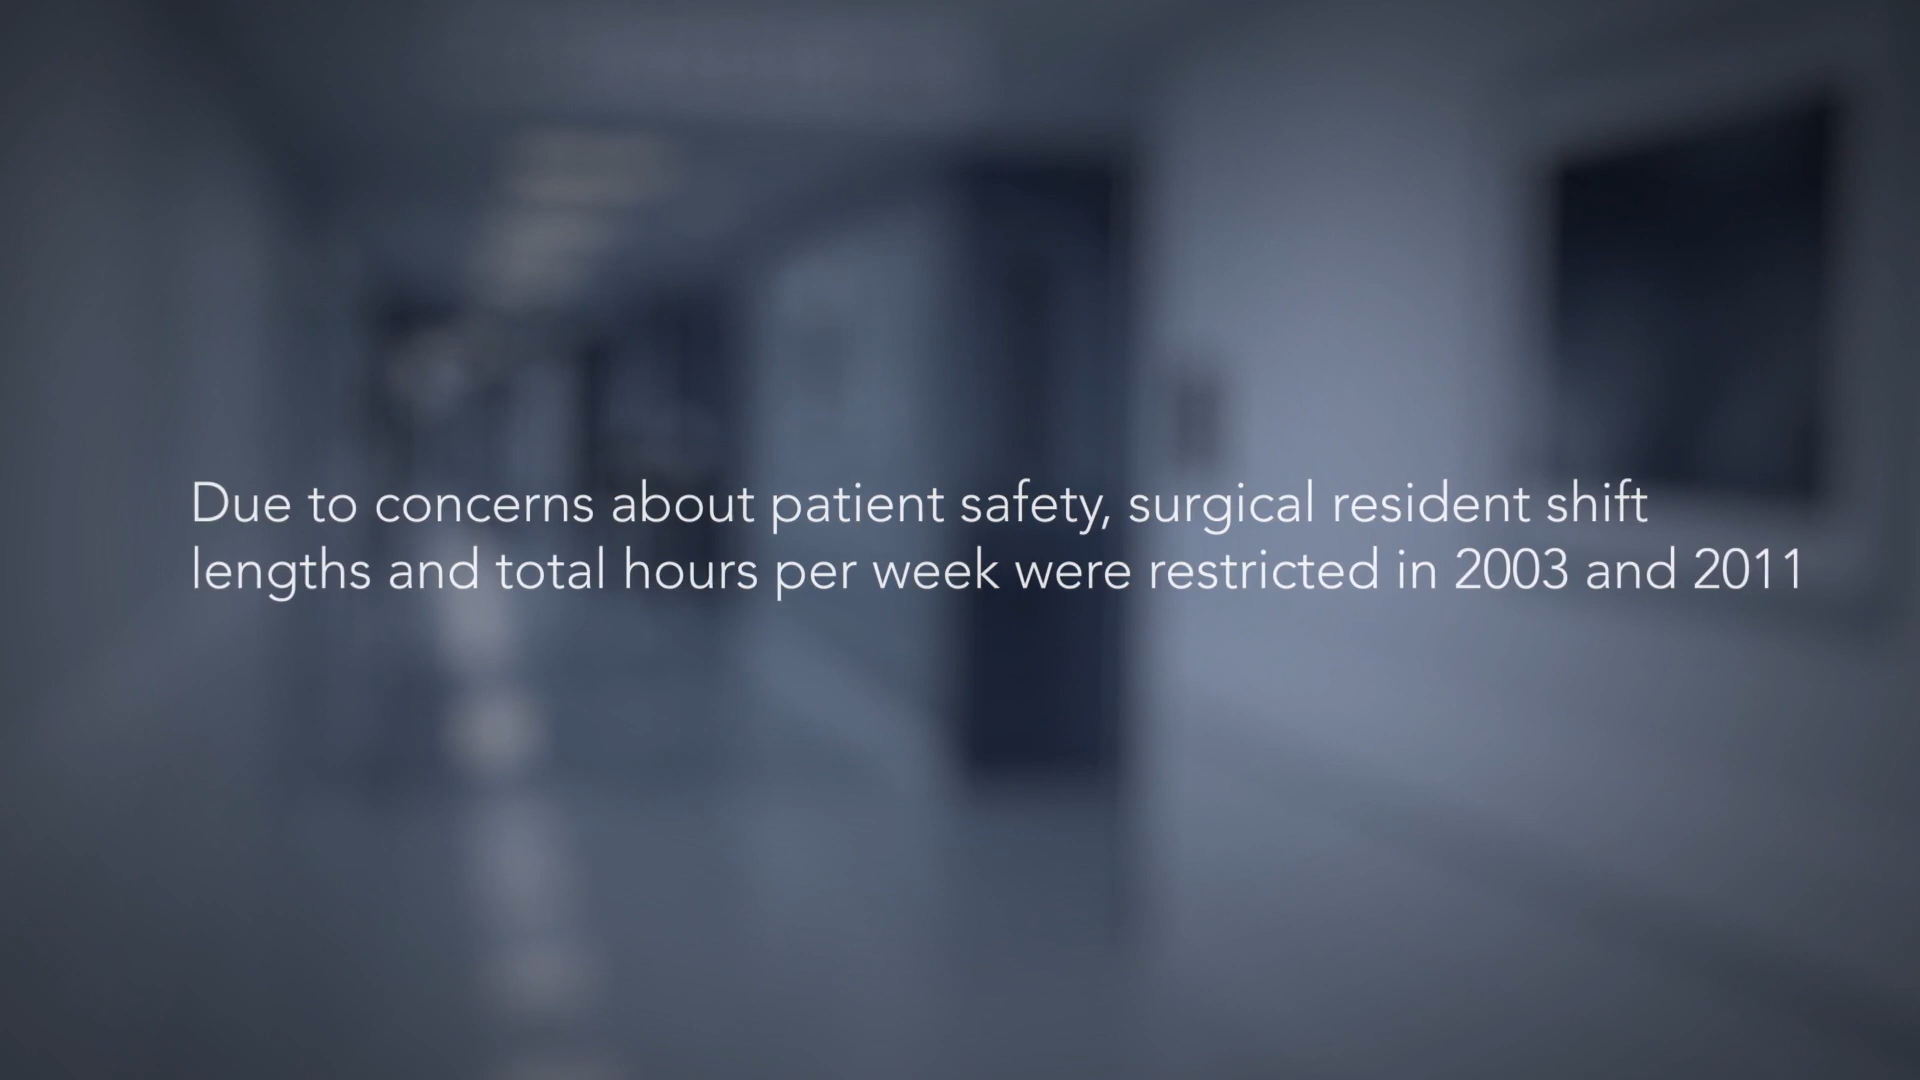 Due to concerns about patient safety, surgical resident shift
lengths and total hours per week were restricted in 2003 and 2011